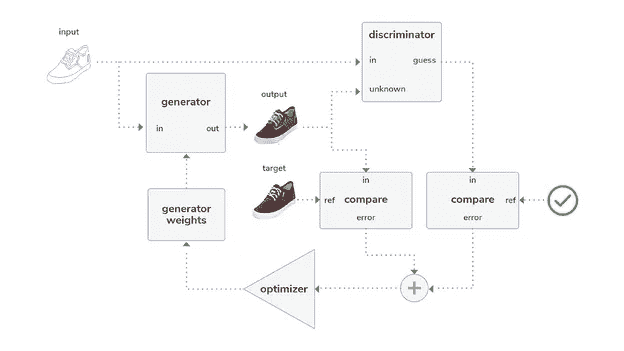 input
discriminator
in guess
unknown
generator
in out
output
target
in
ref compare
error
in
compare ref
error
generator
weights
optimizer